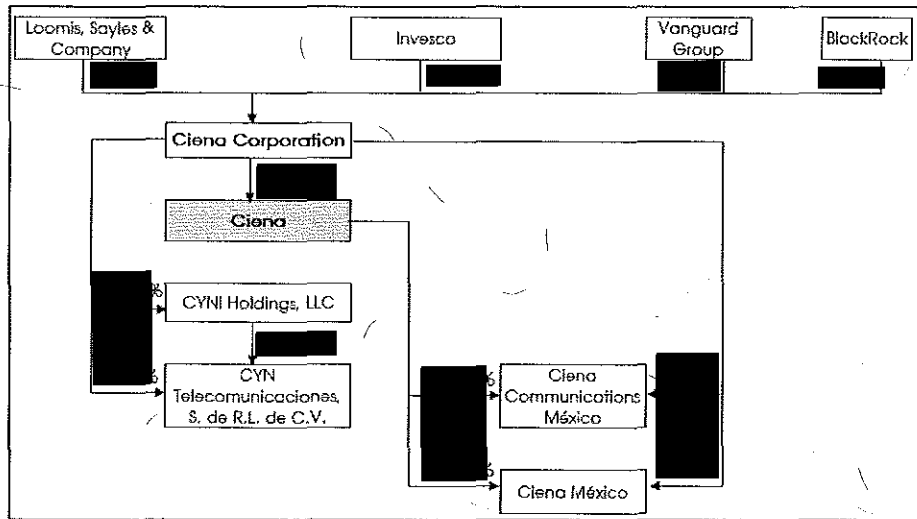 Loomis, Sayles &
Company
Invesco
Vanguard
Group
BlackRock
Ciena Corporation
Ciena
%
CYNI Holdings, LLC
%
CYN
Telecomunicaciones,
S. de R.L. de C.V.
%
Ciena
Communications
México
%
Ciena México